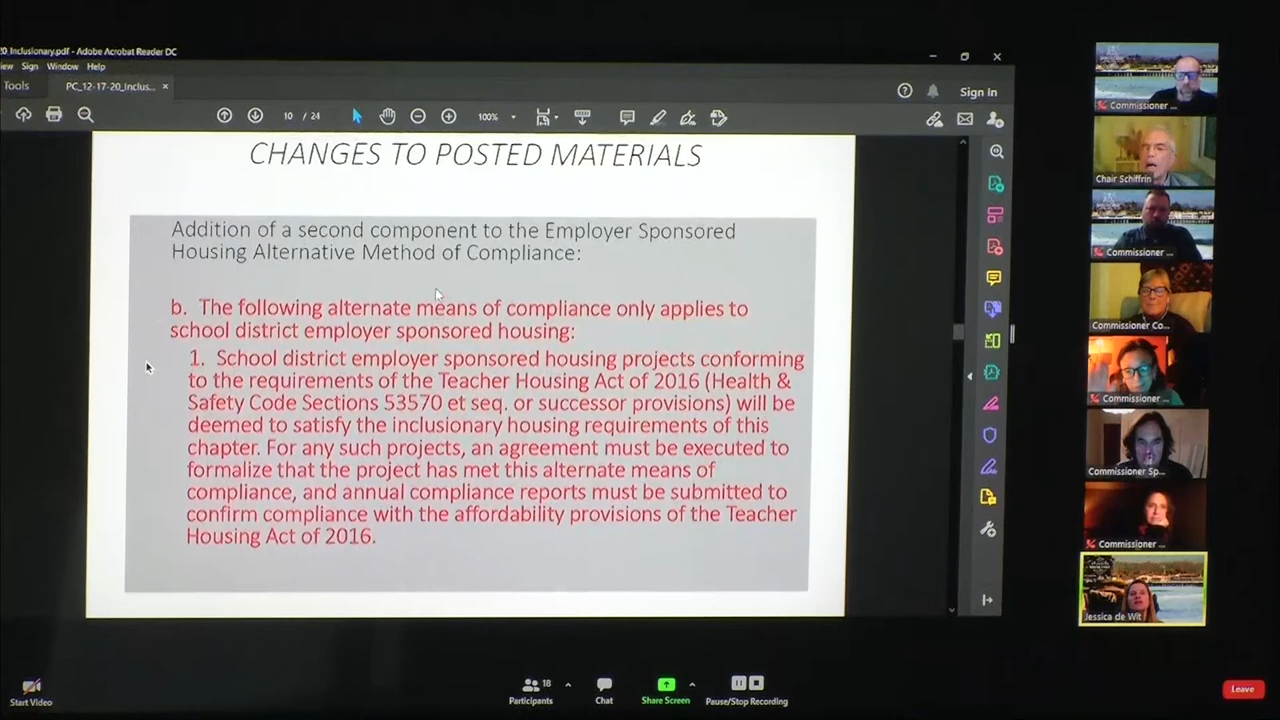 0_Inclusionary.pdf - Adobe Acrobat Reader DC
iew Sign Window Help
Tools
PC_12-17-20_Inclus... ×
Sign In
10 / 24
100%
CHANGES TO POSTED MATERIALS
Addition of a second component to the Employer Sponsored
Housing Alternative Method of Compliance:
b. The following alternate means of compliance only applies to
school district employer sponsored housing:
1. School district employer sponsored housing projects conforming
to the requirements of the Teacher Housing Act of 2016 (Health &
Safety Code Sections 53570 et seq. or successor provisions) will be
deemed to satisfy the inclusionary housing requirements of this
chapter. For any such projects, an agreement must be executed to
formalize that the project has met this alternate means of
compliance, and annual compliance reports must be submitted to
confirm compliance with the affordability provisions of the Teacher
Housing Act of 2016.
Commissioner ...
Chair Schiffrin
Commissioner ...
Commissioner Co...
Commissioner ...
Commissioner Sp...
Commissioner ...
Jessica de Wit
Start Video
18
Participants
Chat
Share Screen
Pause/Stop Recording
Leave